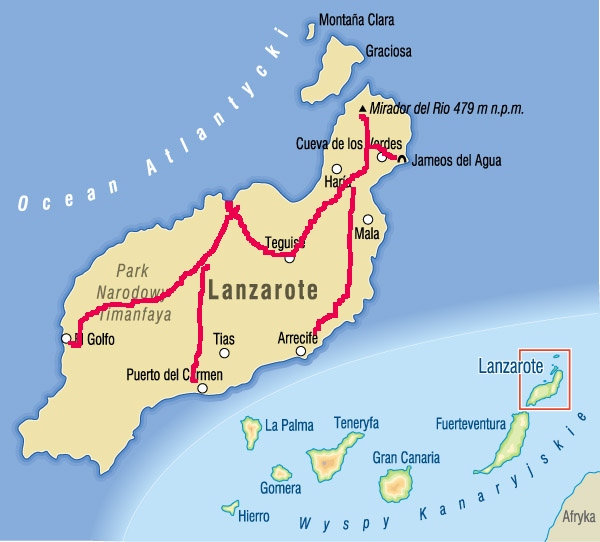 Montaña Clara
Graciosa
Ocean Atlantycki
Mirador del Rio 479 m n.p.m.
Cueva de los Verdes
Jameos del Agua
Haría
Mala
Teguise
Park
Narodowy
Timanfaya
Lanzarote
El Golfo
Tias
Arrecife
Puerto del Carmen
Lanzarote
La Palma
Teneryfa
Fuerteventura
Gran Canaria
Gomera
Hierro
Wyspy Kanaryjskie
Afryka